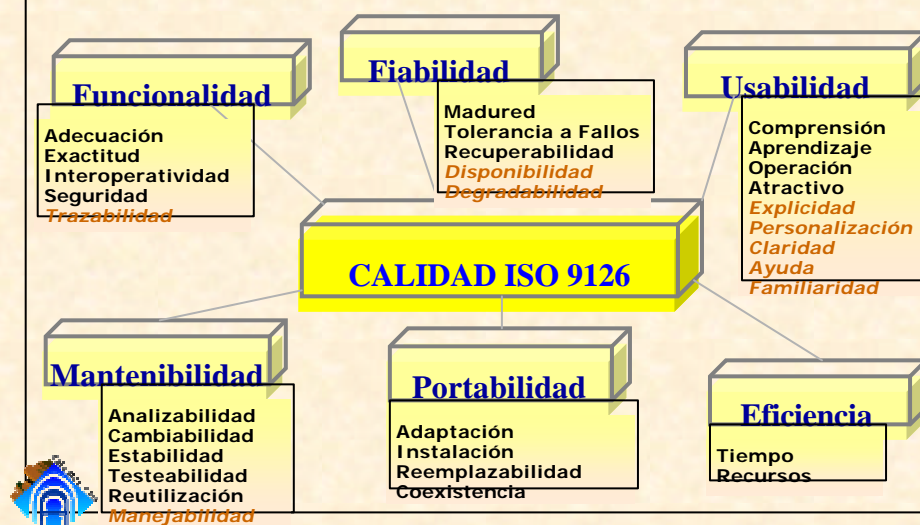 Funcionalidad
Adecuación
Exactitud
Interoperatividad
Seguridad
Trazabilidad
Fiabilidad
Madured
Tolerancia a Fallos
Recuperabilidad
Disponibilidad
Degradabilidad
Usabilidad
Comprensión
Aprendizaje
Operación
Atractivo
Explicidad
Personalización
Claridad
Ayuda
Familiaridad
CALIDAD ISO 9126
Mantenibilidad
Analizabilidad
Cambiabilidad
Estabilidad
Testeabilidad
Reutilización
Manejabilidad
Portabilidad
Adaptación
Instalación
Reemplazabilidad
Coexistencia
Eficiencia
Tiempo
Recursos